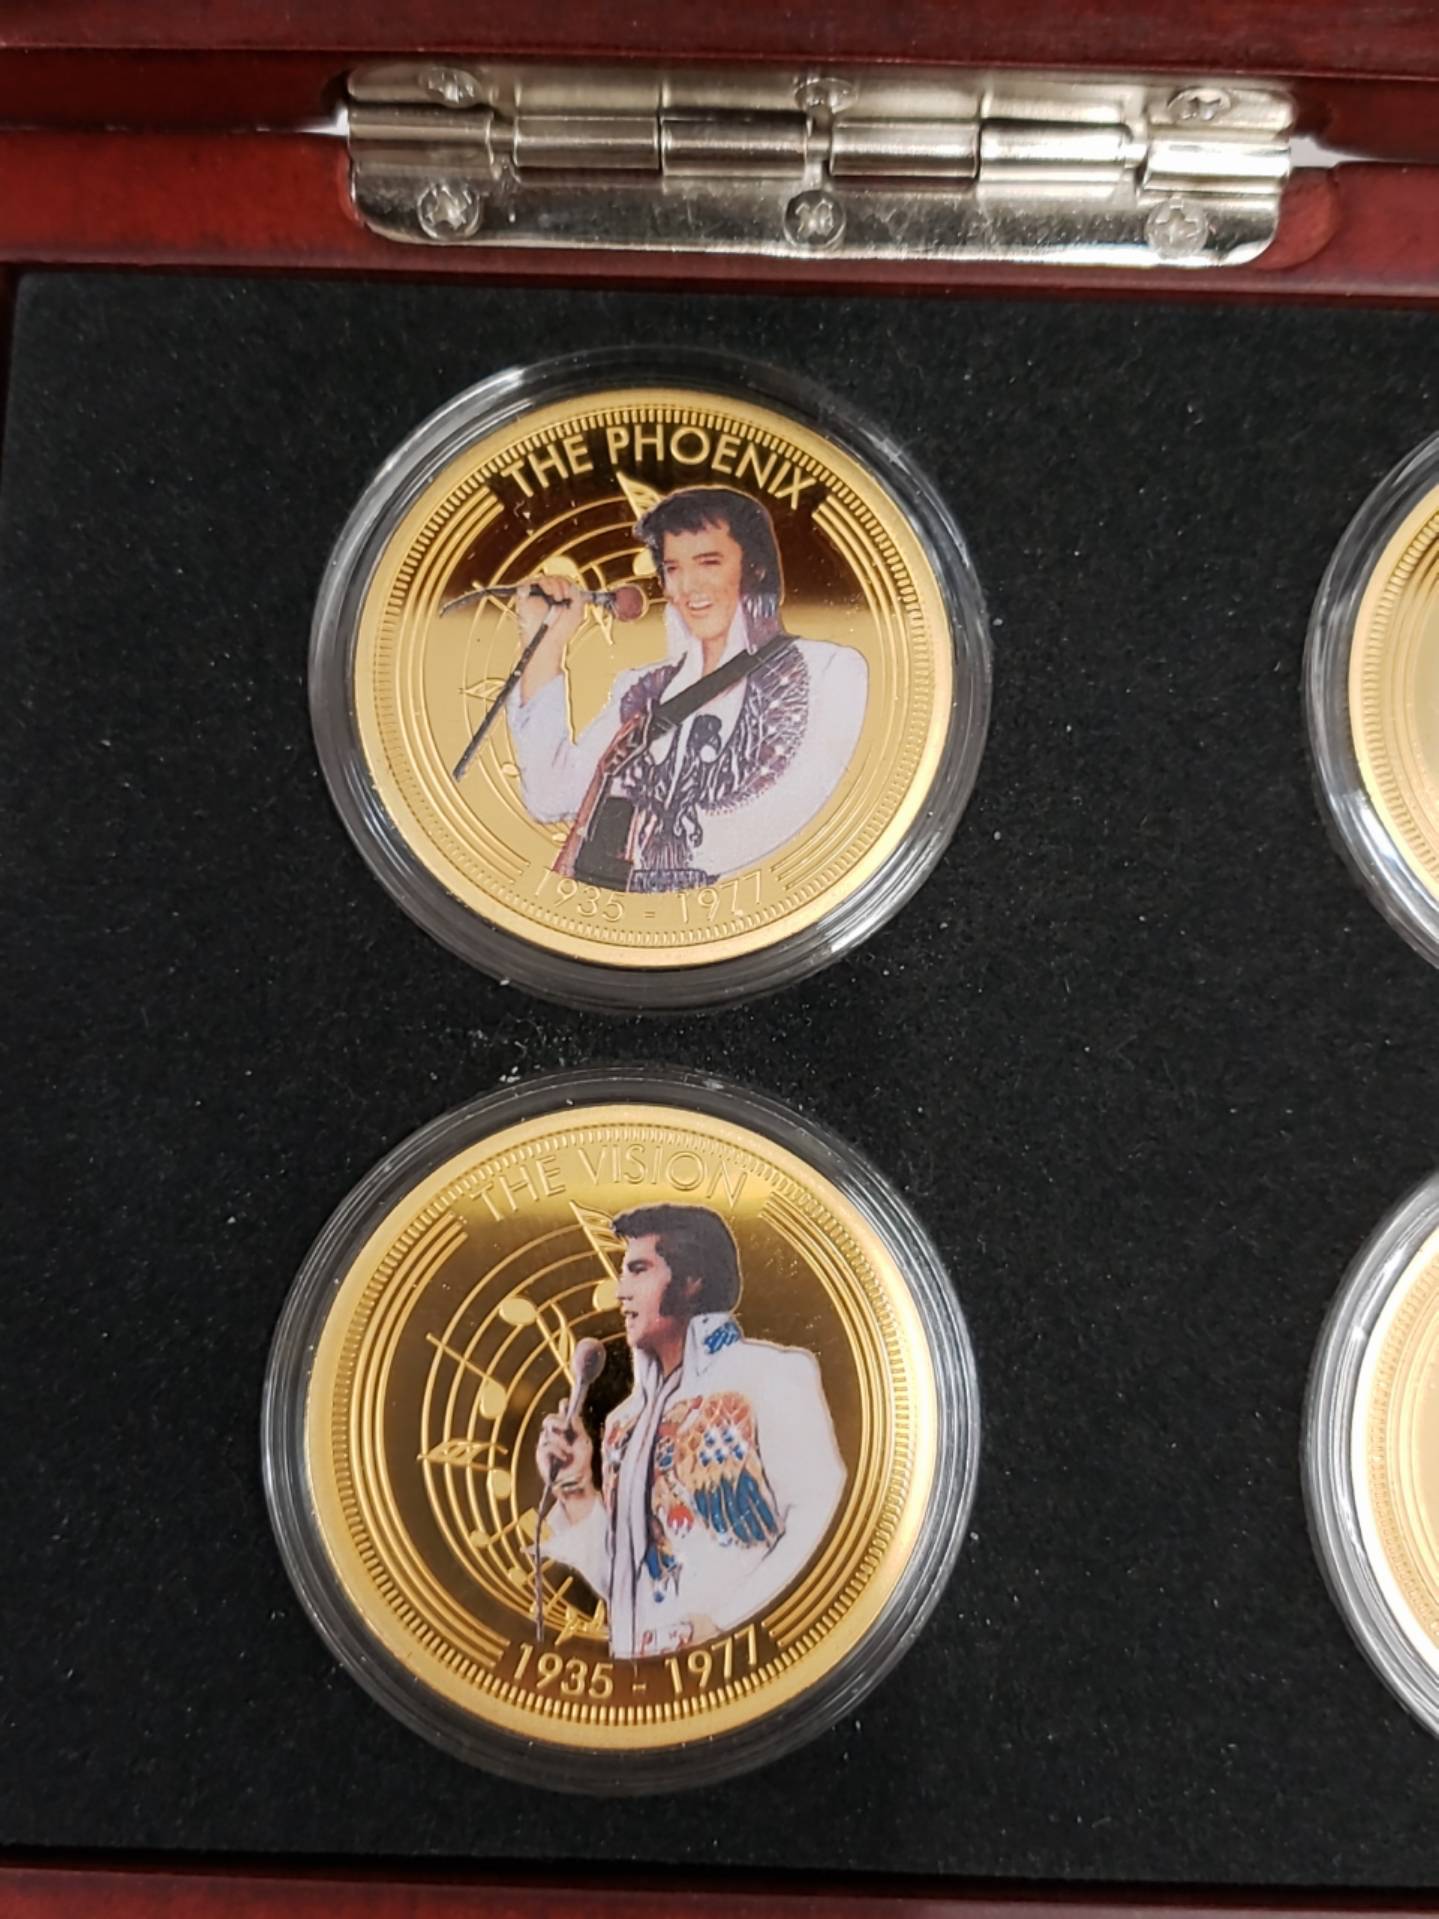 THE PHOENIX
1935 - 1977
THE VISION
1935 - 1977